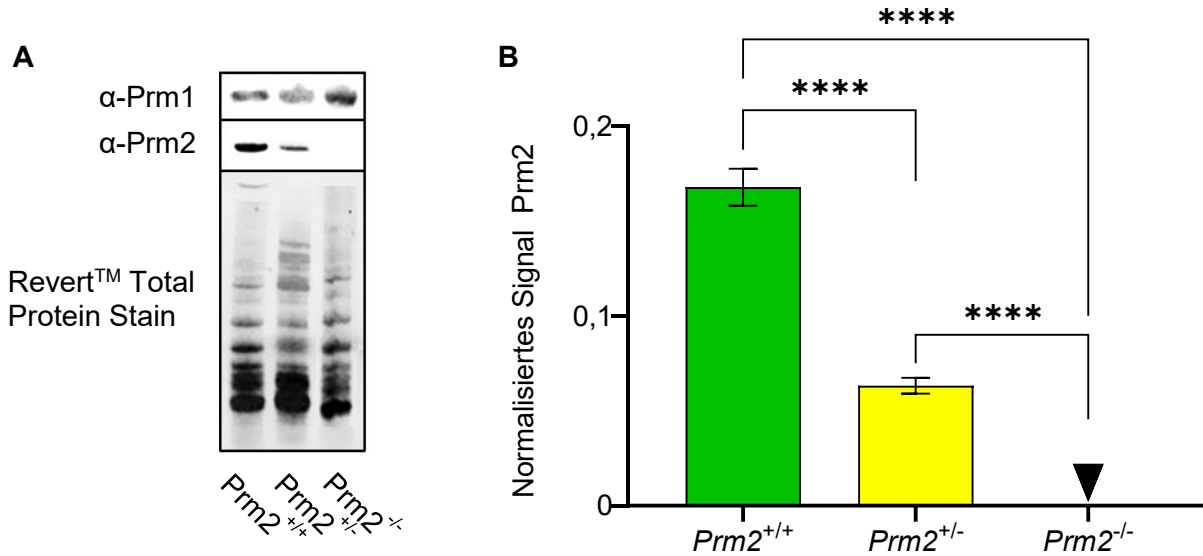 A
α-Prm1
α-Prm2
Revert™ Total
Protein Stain
Prm2 +/+
Prm2 +/-
Prm2 -/-
B
****
****
****
Normalisiertes Signal Prm2
0,2
0,1
0
Prm2+/+
Prm2+/-
Prm2-/-